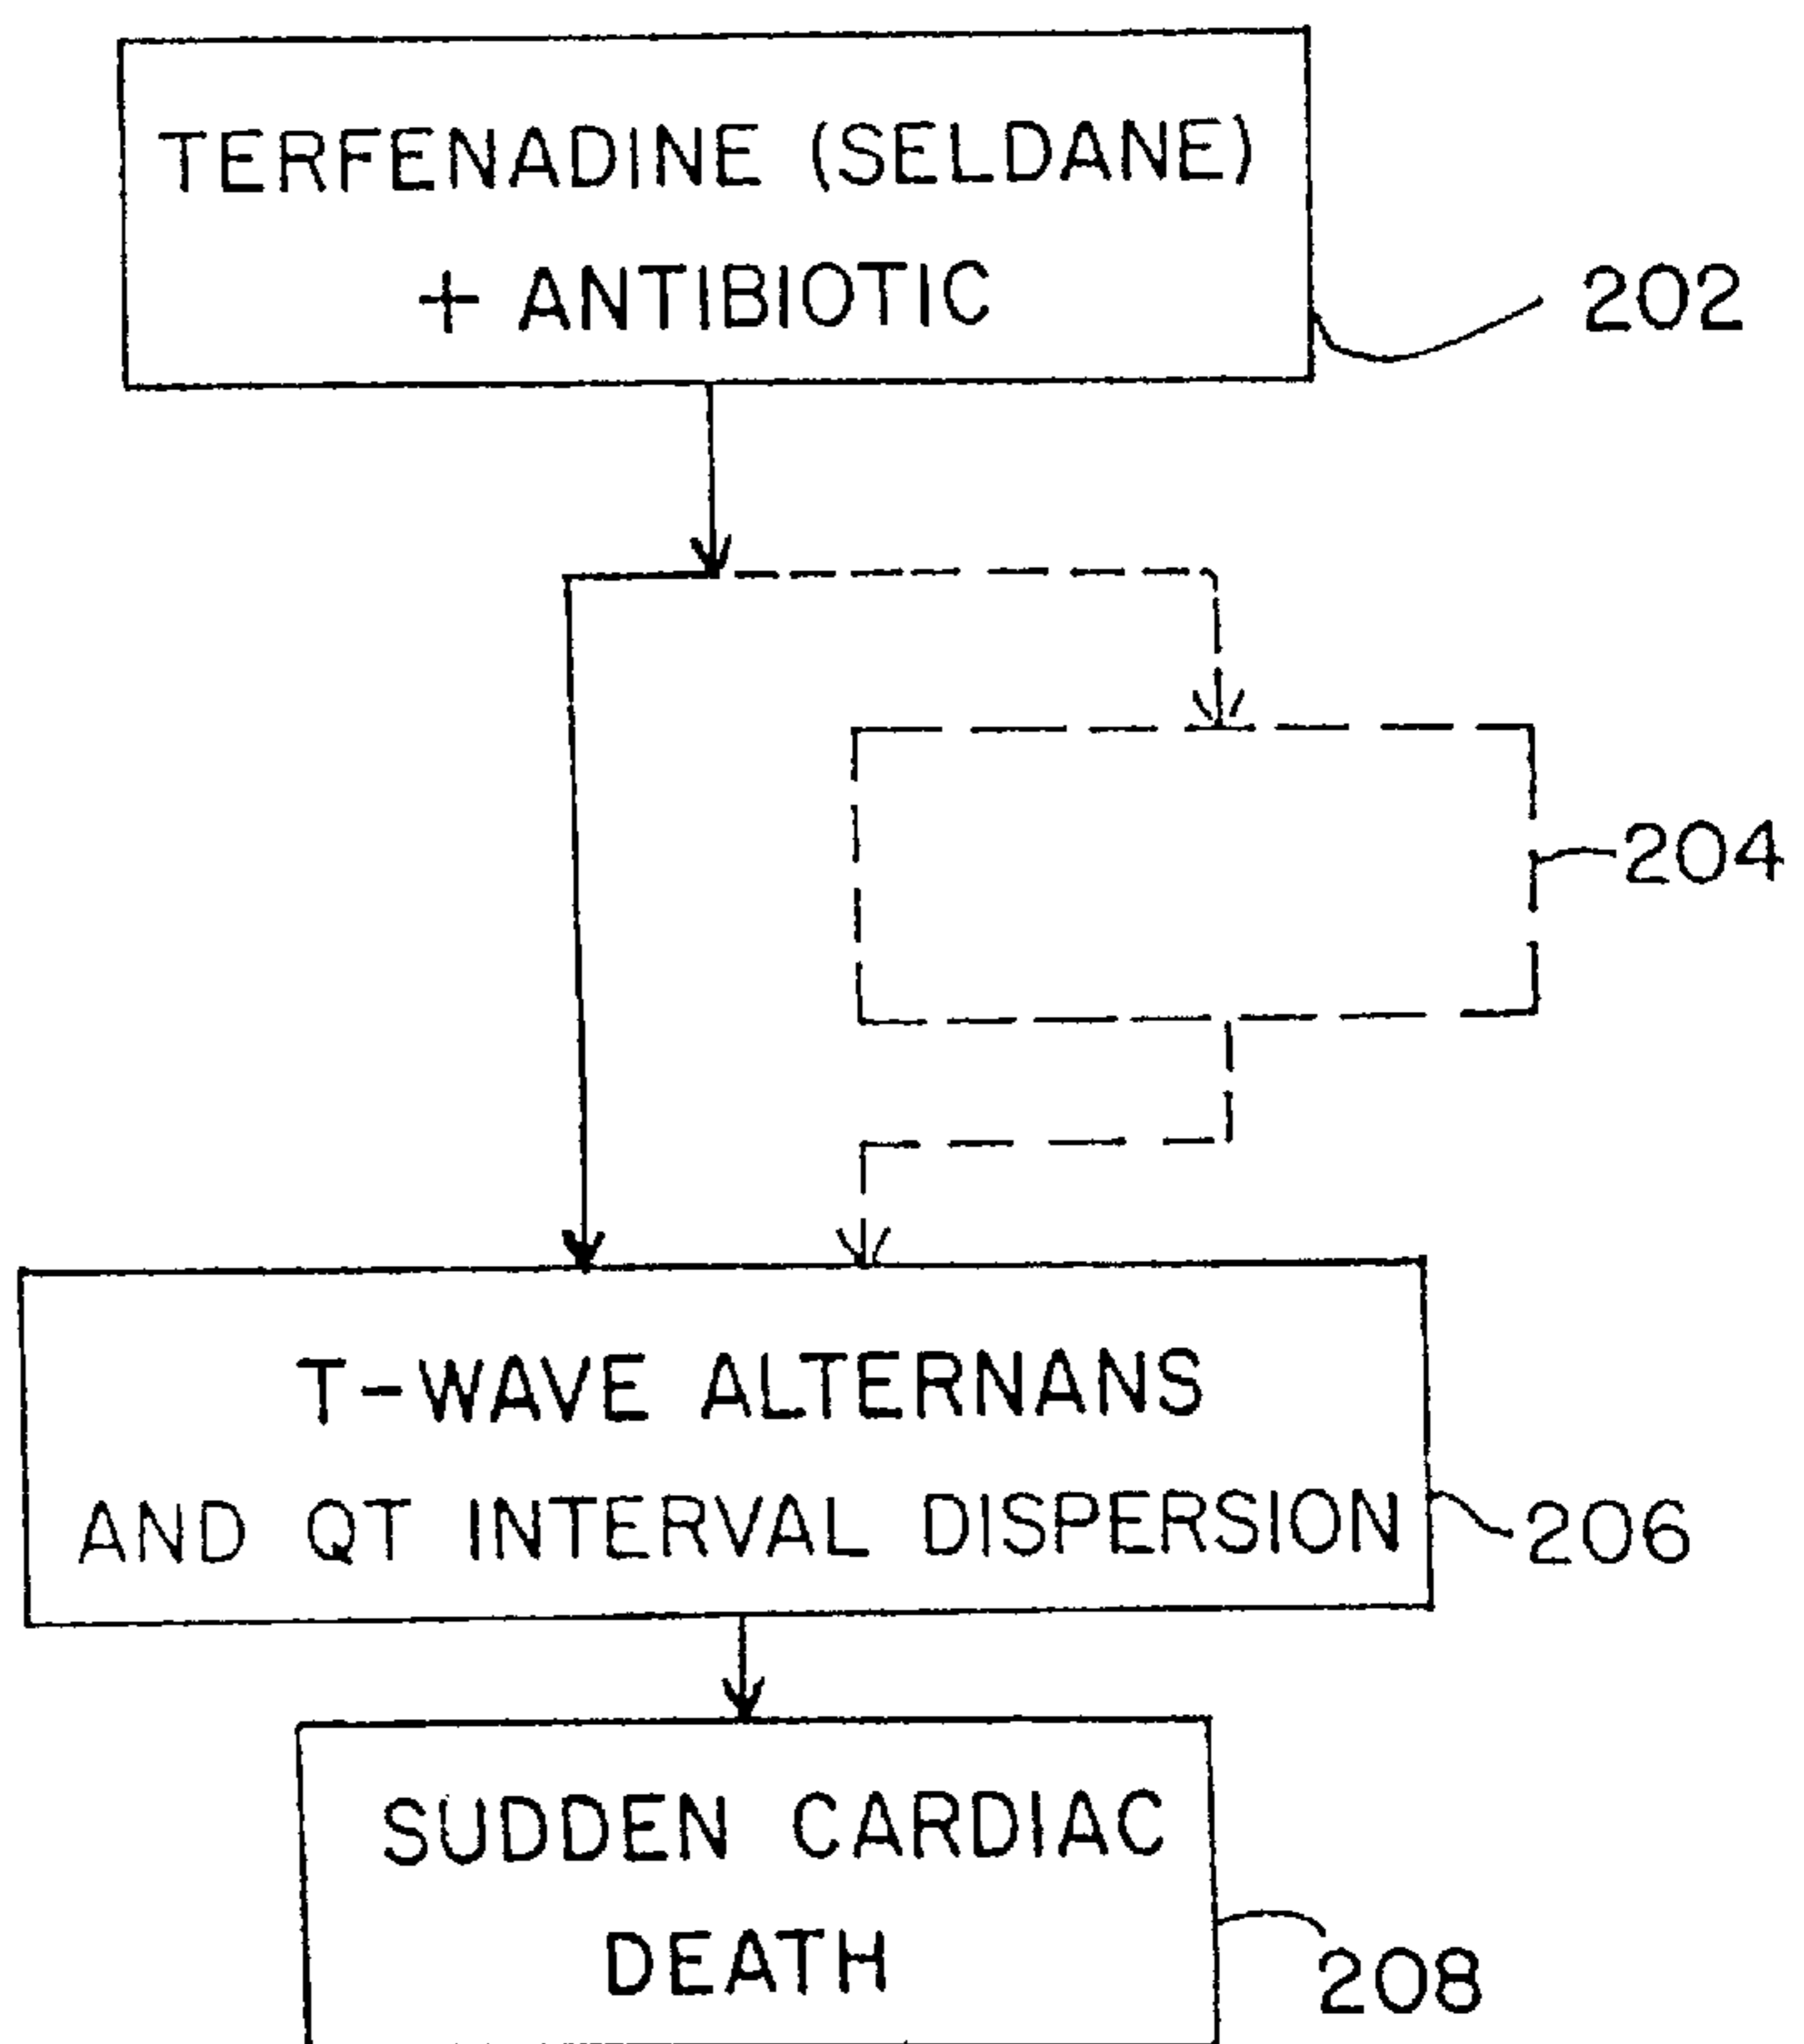 TERFENADINE (SELDANE)
+ ANTIBIOTIC
202
204
T-WAVE ALTERNANS
AND QT INTERVAL DISPERSION
206
SUDDEN CARDIAC
DEATH
208